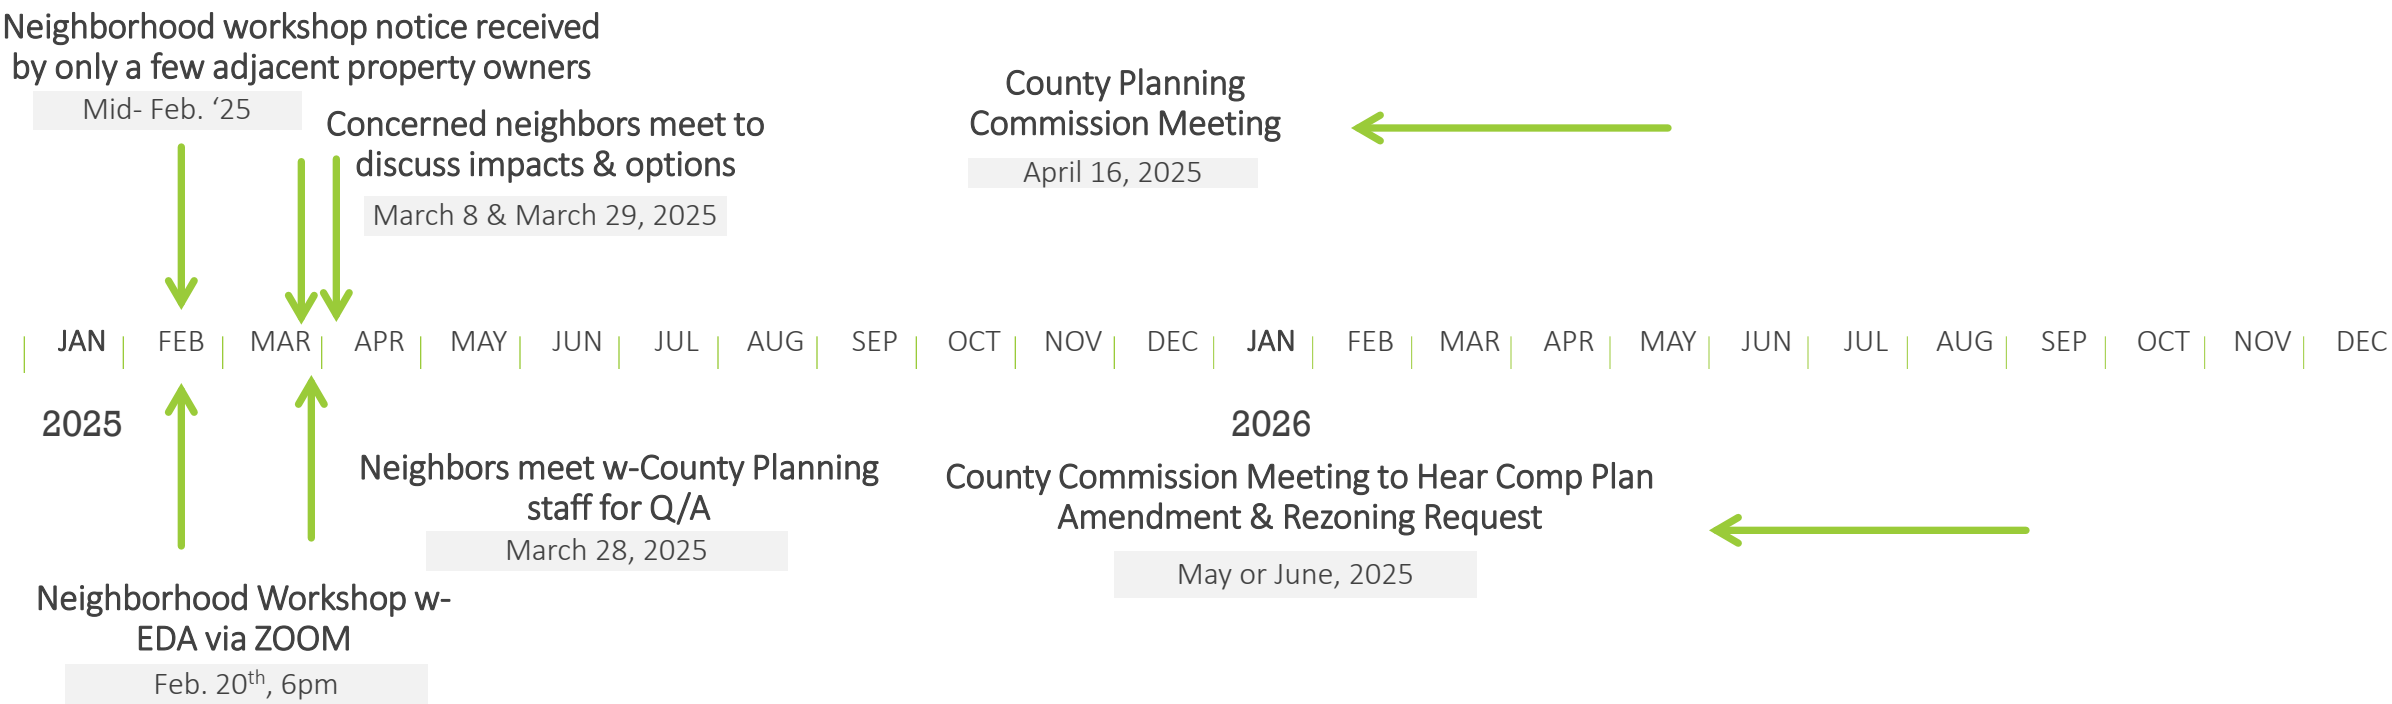 Neighborhood workshop notice received
by only a few adjacent property owners
Mid- Feb. ‘25
Concerned neighbors meet to
discuss impacts & options
March 8 & March 29, 2025
County Planning
Commission Meeting
April 16, 2025
JAN FEB MAR APR MAY JUN JUL AUG SEP OCT NOV DEC JAN FEB MAR APR MAY JUN JUL AUG SEP OCT NOV DEC
2025 2026
Neighbors meet w-County Planning
staff for Q/A
March 28, 2025
County Commission Meeting to Hear Comp Plan
Amendment & Rezoning Request
May or June, 2025
Neighborhood Workshop w-
EDA via ZOOM
Feb. 20th, 6pm